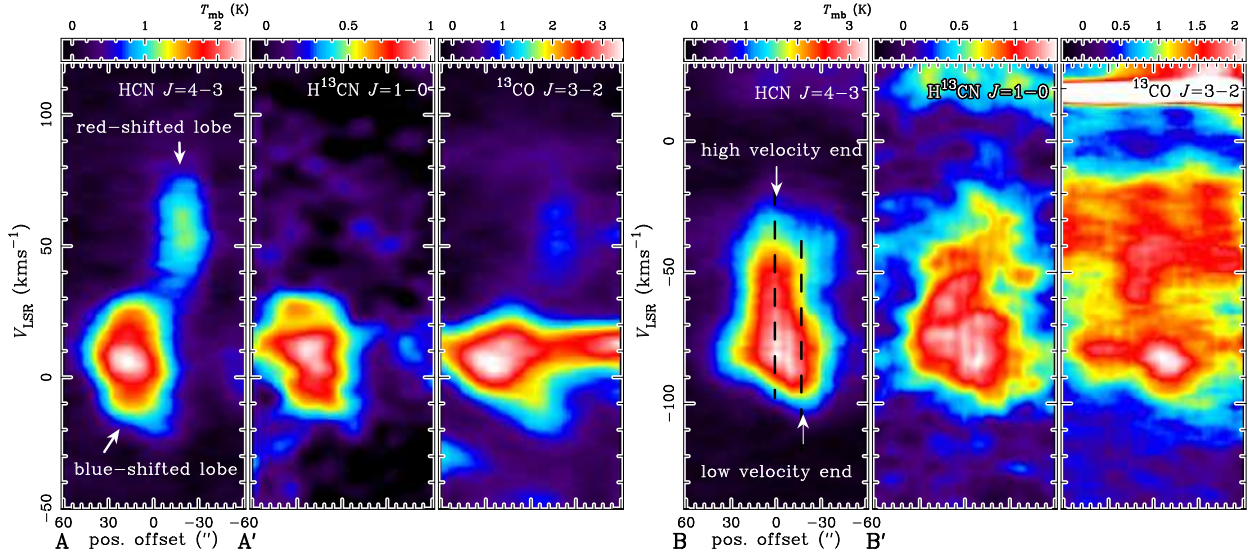 T_mb (K)
0 1 2 0 0.5 1 0 1 2 3
HCN J=4−3
H¹³CN J=1−0
¹³CO J=3−2
red−shifted lobe
blue−shifted lobe
V_LSR (kms⁻¹)
100
50
0
−50
60 30 0 −30 −60
A pos. offset (″) A′
T_mb (K)
0 1 2 3 0 0.5 1 0 0.5 1 1.5 2
HCN J=4−3
H¹³CN J=1−0
¹³CO J=3−2
high velocity end
low velocity end
V_LSR (kms⁻¹)
0
−50
−100
60 30 0 −30 −60
B pos. offset (″) B′